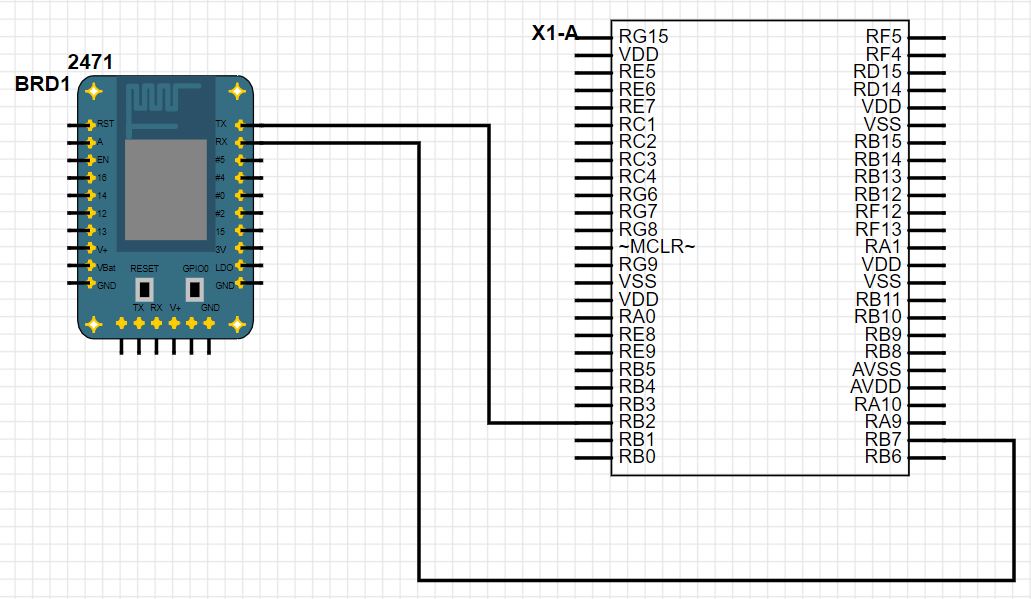 2471
BRD1
RST
A
EN
16
14
12
13
V+
VBat
GND
TX
RX
#5
#4
#0
#2
15
3V
LDO
GND
RESET GPIO0
TX RX V+ GND
X1-A
RG15
VDD
RE5
RE6
RE7
RC1
RC2
RC3
RC4
RG6
RG7
RG8
~MCLR~
RG9
VSS
VDD
RA0
RE8
RE9
RB5
RB4
RB3
RB2
RB1
RB0
RF5
RF4
RD15
RD14
VDD
VSS
RB15
RB14
RB13
RB12
RF12
RF13
RA1
VDD
VSS
RB11
RB10
RB9
RB8
AVSS
AVDD
RA10
RA9
RB7
RB6